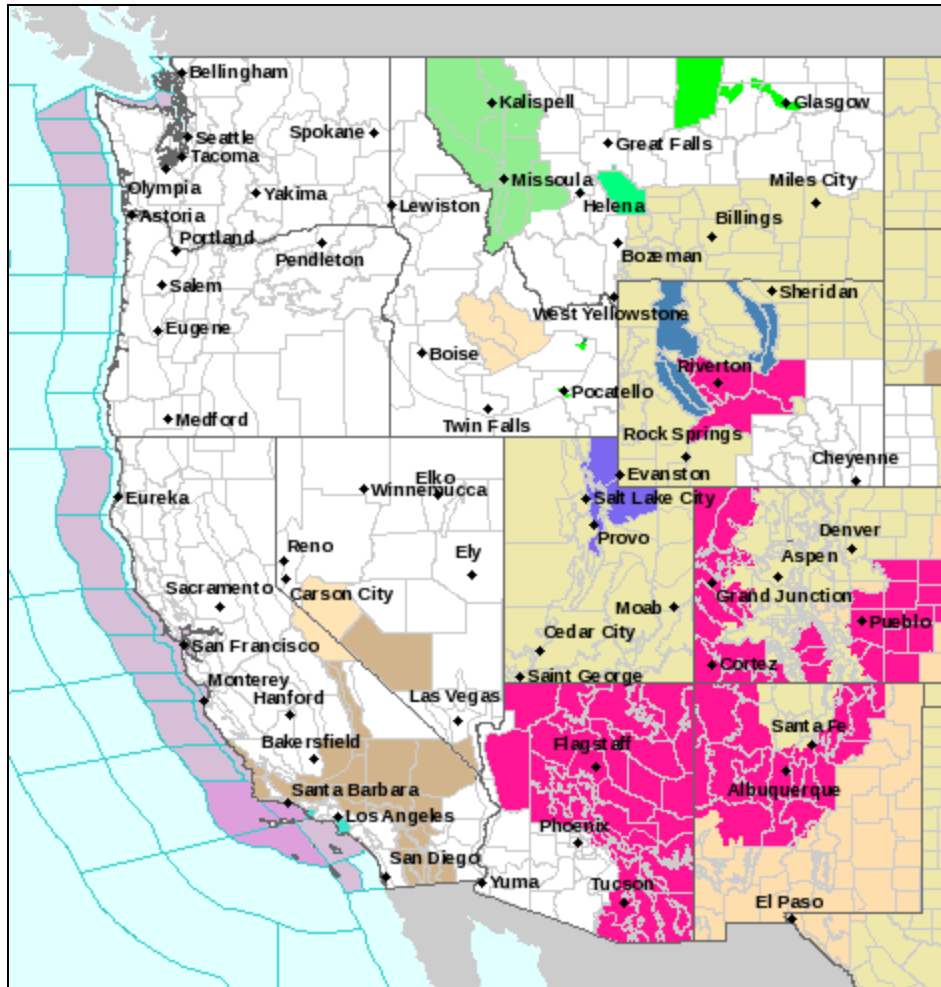 Bellingham
Kalispell
Glasgow
Seattle
Spokane
Great Falls
Tacoma
Olympia
Yakima
Missoula
Helena
Miles City
Lewiston
Astoria
Billings
Portland
Pendleton
Bozeman
Salem
Sheridan
West Yellowstone
Eugene
Boise
Riverton
Pocatello
Medford
Twin Falls
Rock Springs
Cheyenne
Elko
Evanston
Winnemucca
Eureka
Salt Lake City
Provo
Denver
Reno
Ely
Aspen
Sacramento
Carson City
Grand Junction
Moab
Pueblo
Cedar City
San Francisco
Cortez
Saint George
Monterey
Hanford
Las Vegas
Santa Fe
Bakersfield
Flagstaff
Albuquerque
Santa Barbara
Los Angeles
Phoenix
San Diego
Yuma
Tucson
El Paso